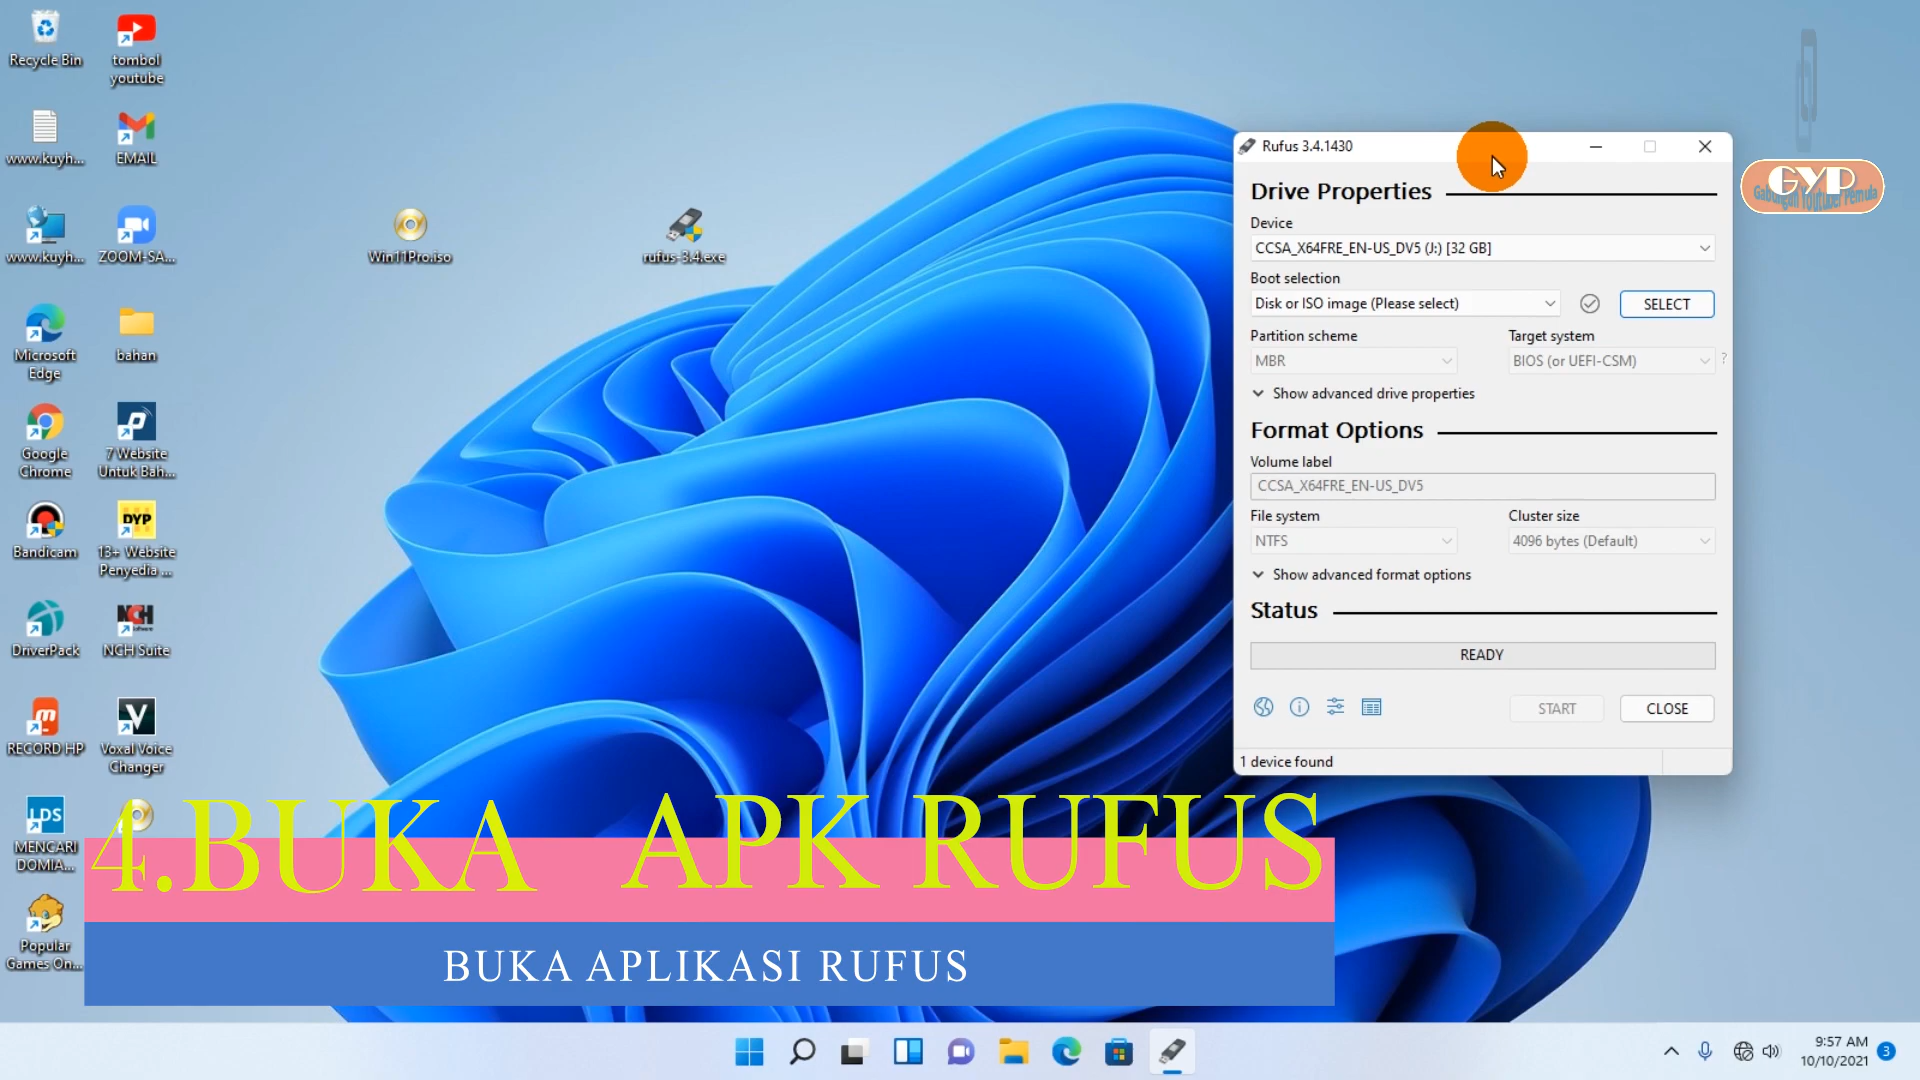 Recycle Bin
tombol
youtube
www.kuyh...
EMAIL
www.kuyh...
ZOOM-SA...
Microsoft
Edge
bahan
Google
Chrome
7 Website
Untuk Bah...
Bandicam
DYP
13+ Website
Penyedia ...
DriverPack
NCH
NCH Suite
RECORD HP
Voxal Voice
Changer
LDS
MENCARI
DOMIA...
Popular
Games On...
Win11Pro.iso
rufus-3.4.exe
Rufus 3.4.1430
Drive Properties
Device
CCSA_X64FRE_EN-US_DV5 (J:) [32 GB]
Boot selection
Disk or ISO image (Please select)
SELECT
Partition scheme
Target system
MBR
BIOS (or UEFI-CSM)
?
Show advanced drive properties
Format Options
Volume label
CCSA_X64FRE_EN-US_DV5
File system
Cluster size
NTFS
4096 bytes (Default)
Show advanced format options
Status
READY
START
CLOSE
1 device found
GYP
Gabungan Youtuber Pemula
4.BUKA APK RUFUS
BUKA APLIKASI RUFUS
9:57 AM
10/10/2021
3